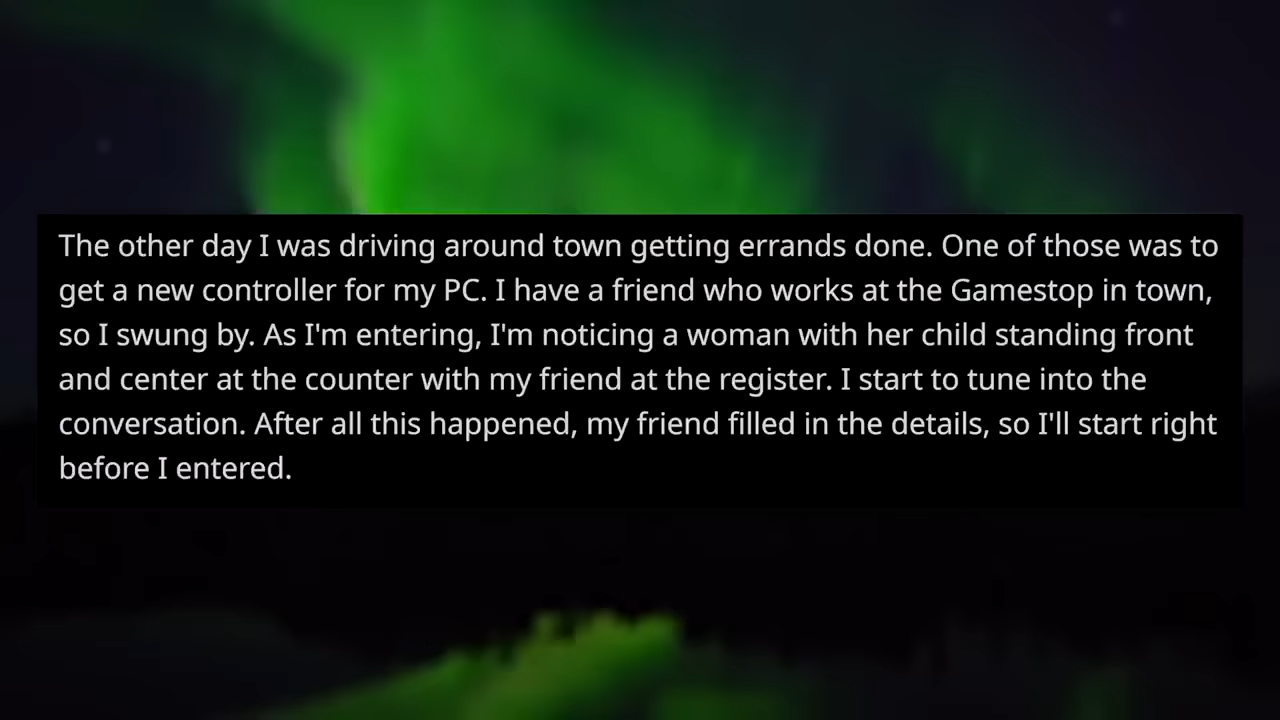 The other day I was driving around town getting errands done. One of those was to
get a new controller for my PC. I have a friend who works at the Gamestop in town,
so I swung by. As I'm entering, I'm noticing a woman with her child standing front
and center at the counter with my friend at the register. I start to tune into the
conversation. After all this happened, my friend filled in the details, so I'll start right
before I entered.